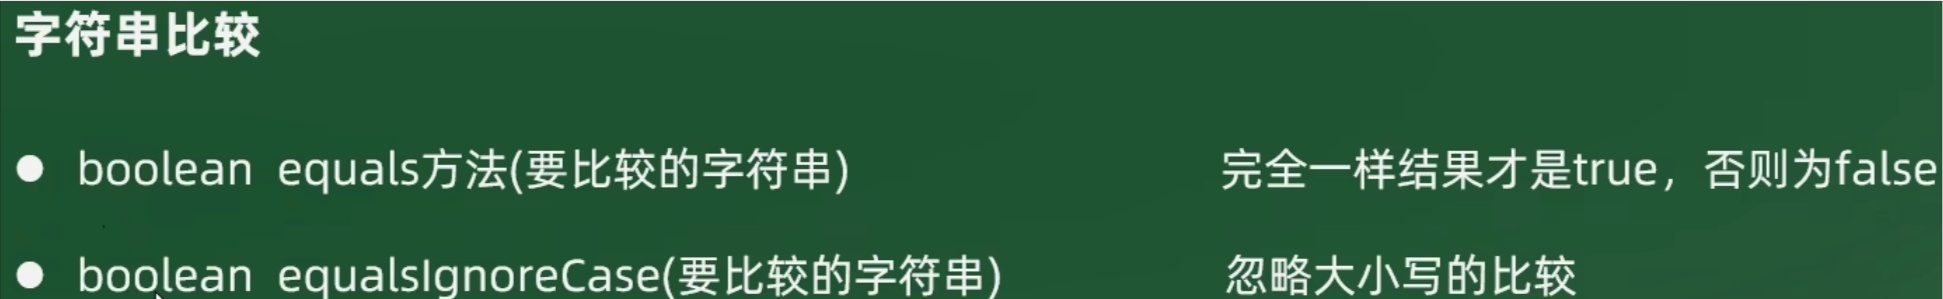 字符串比较
● boolean equals方法(要比较的字符串) 完全一样结果才是true，否则为false
● boolean equalsIgnoreCase(要比较的字符串) 忽略大小写的比较